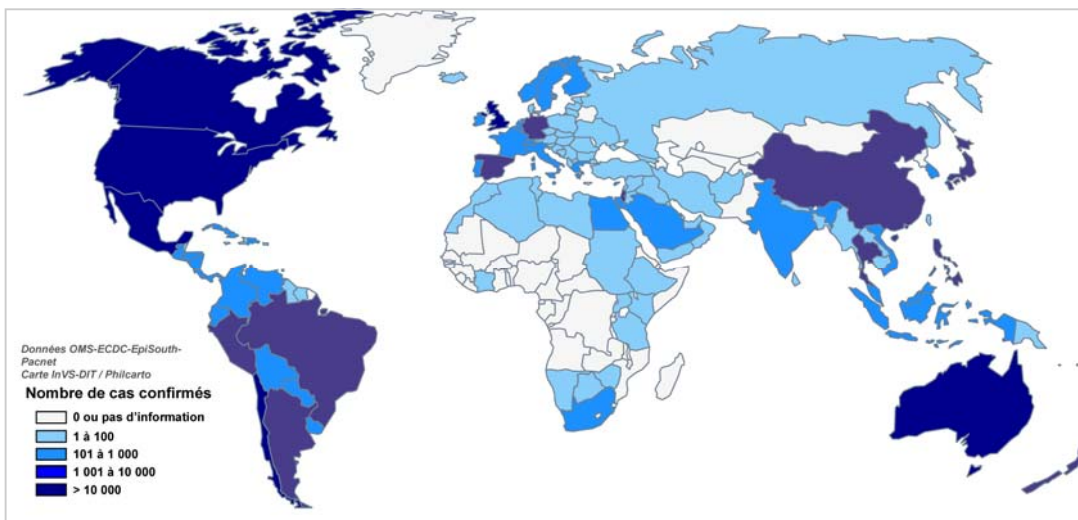 Données OMS-ECDC-EpiSouth-
Pacnet
Carte InVS-DIT / Philcarto
Nombre de cas confirmés
0 ou pas d'information
1 à 100
101 à 1 000
1 001 à 10 000
> 10 000